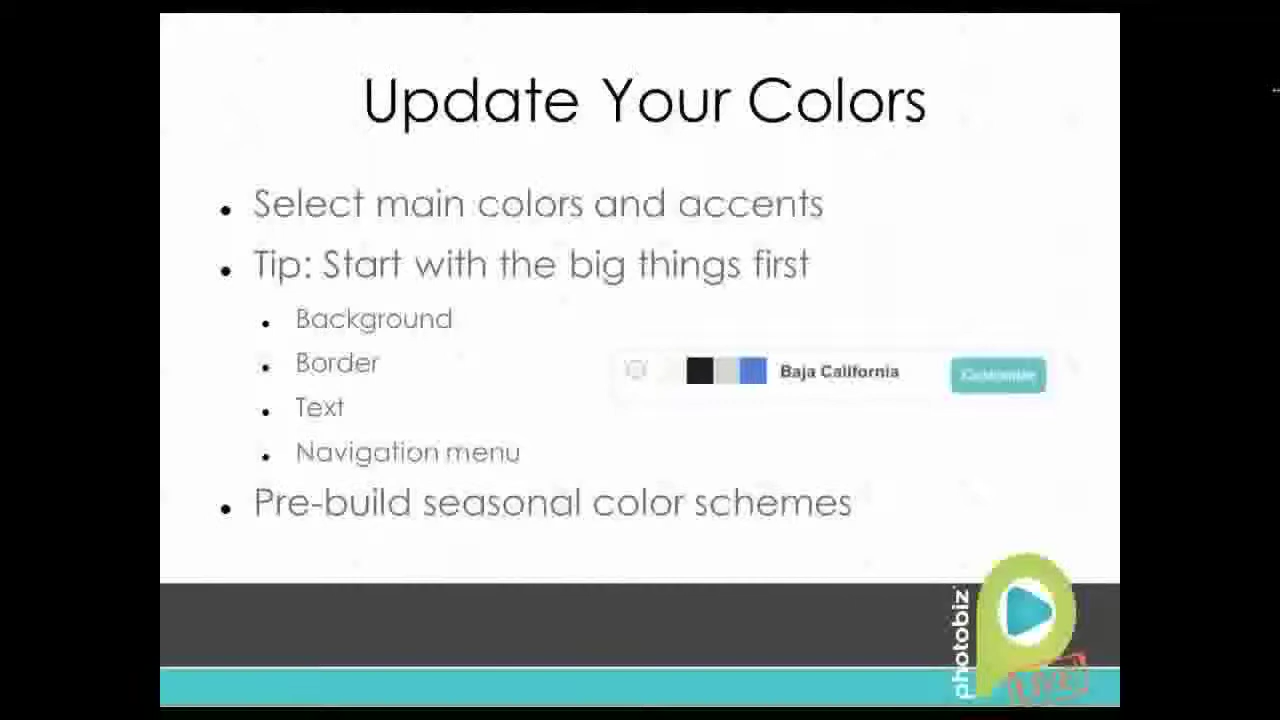 Update Your Colors
Select main colors and accents
Tip: Start with the big things first
Background
Border
Text
Navigation menu
Baja California
Customize
Pre-build seasonal color schemes
photobiz
LIVE